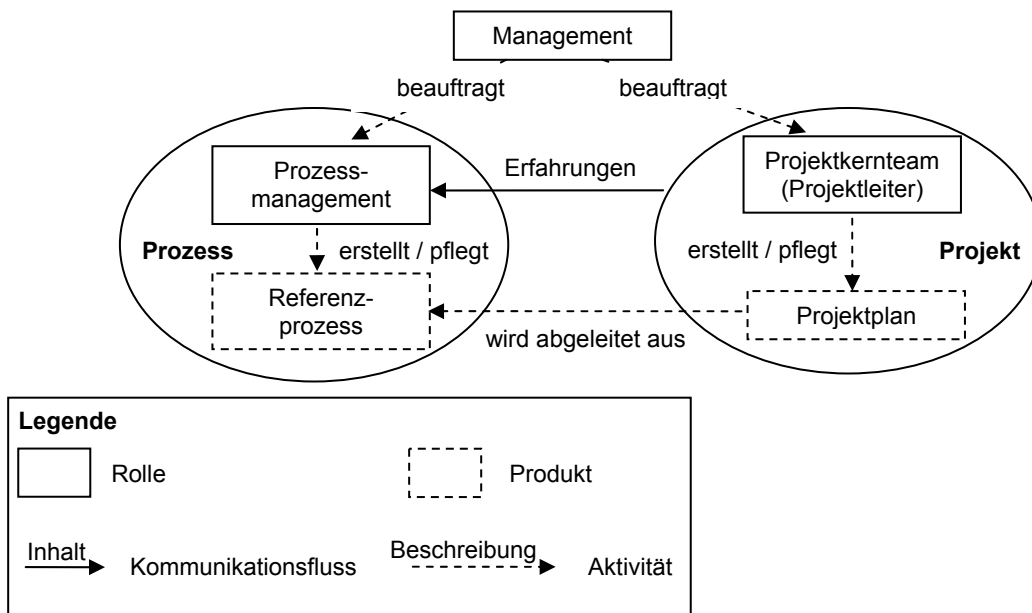 Management
beauftragt
beauftragt
Prozess-
management
Erfahrungen
Projektkernteam
(Projektleiter)
Prozess
erstellt / pflegt
erstellt / pflegt
Projekt
Referenz-
prozess
wird abgeleitet aus
Projektplan
Legende
Rolle
Produkt
Inhalt
Kommunikationsfluss
Beschreibung
Aktivität